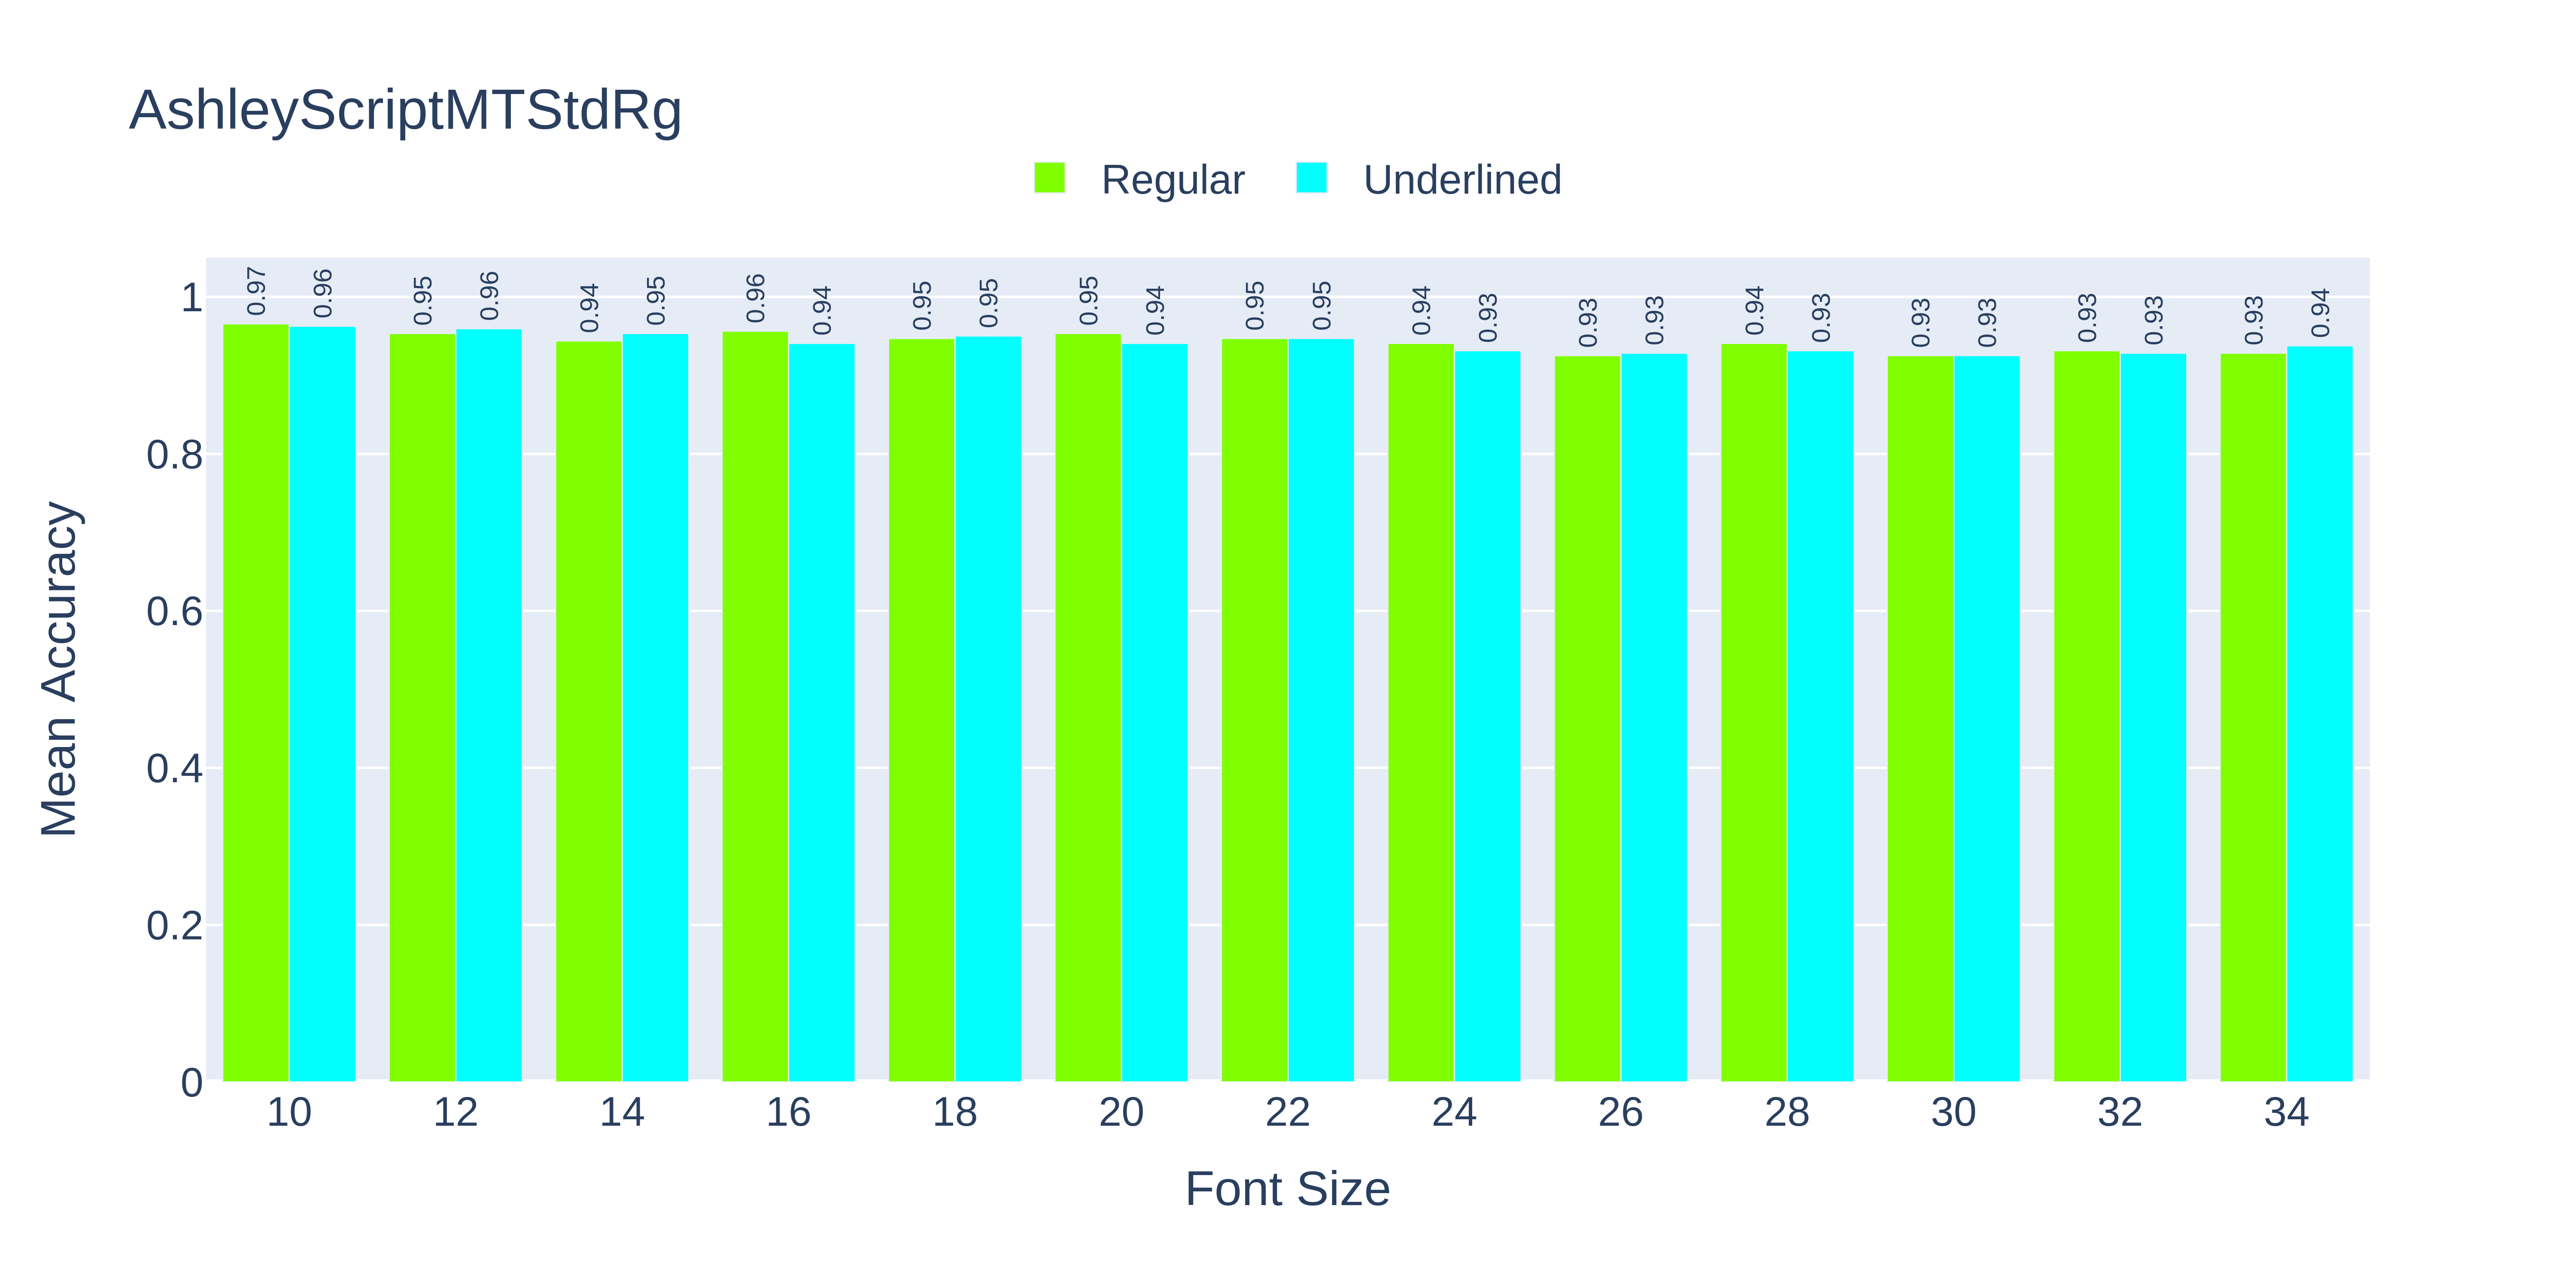 AshleyScriptMTStdRg
Regular Underlined
0.97 0.96 0.95 0.96 0.94 0.95 0.96 0.94 0.95 0.95 0.95 0.94 0.95 0.95 0.94 0.93 0.93 0.93 0.94 0.93 0.93 0.93 0.93 0.93 0.93 0.94
1
0.8
0.6
0.4
0.2
0
Mean Accuracy
10 12 14 16 18 20 22 24 26 28 30 32 34
Font Size